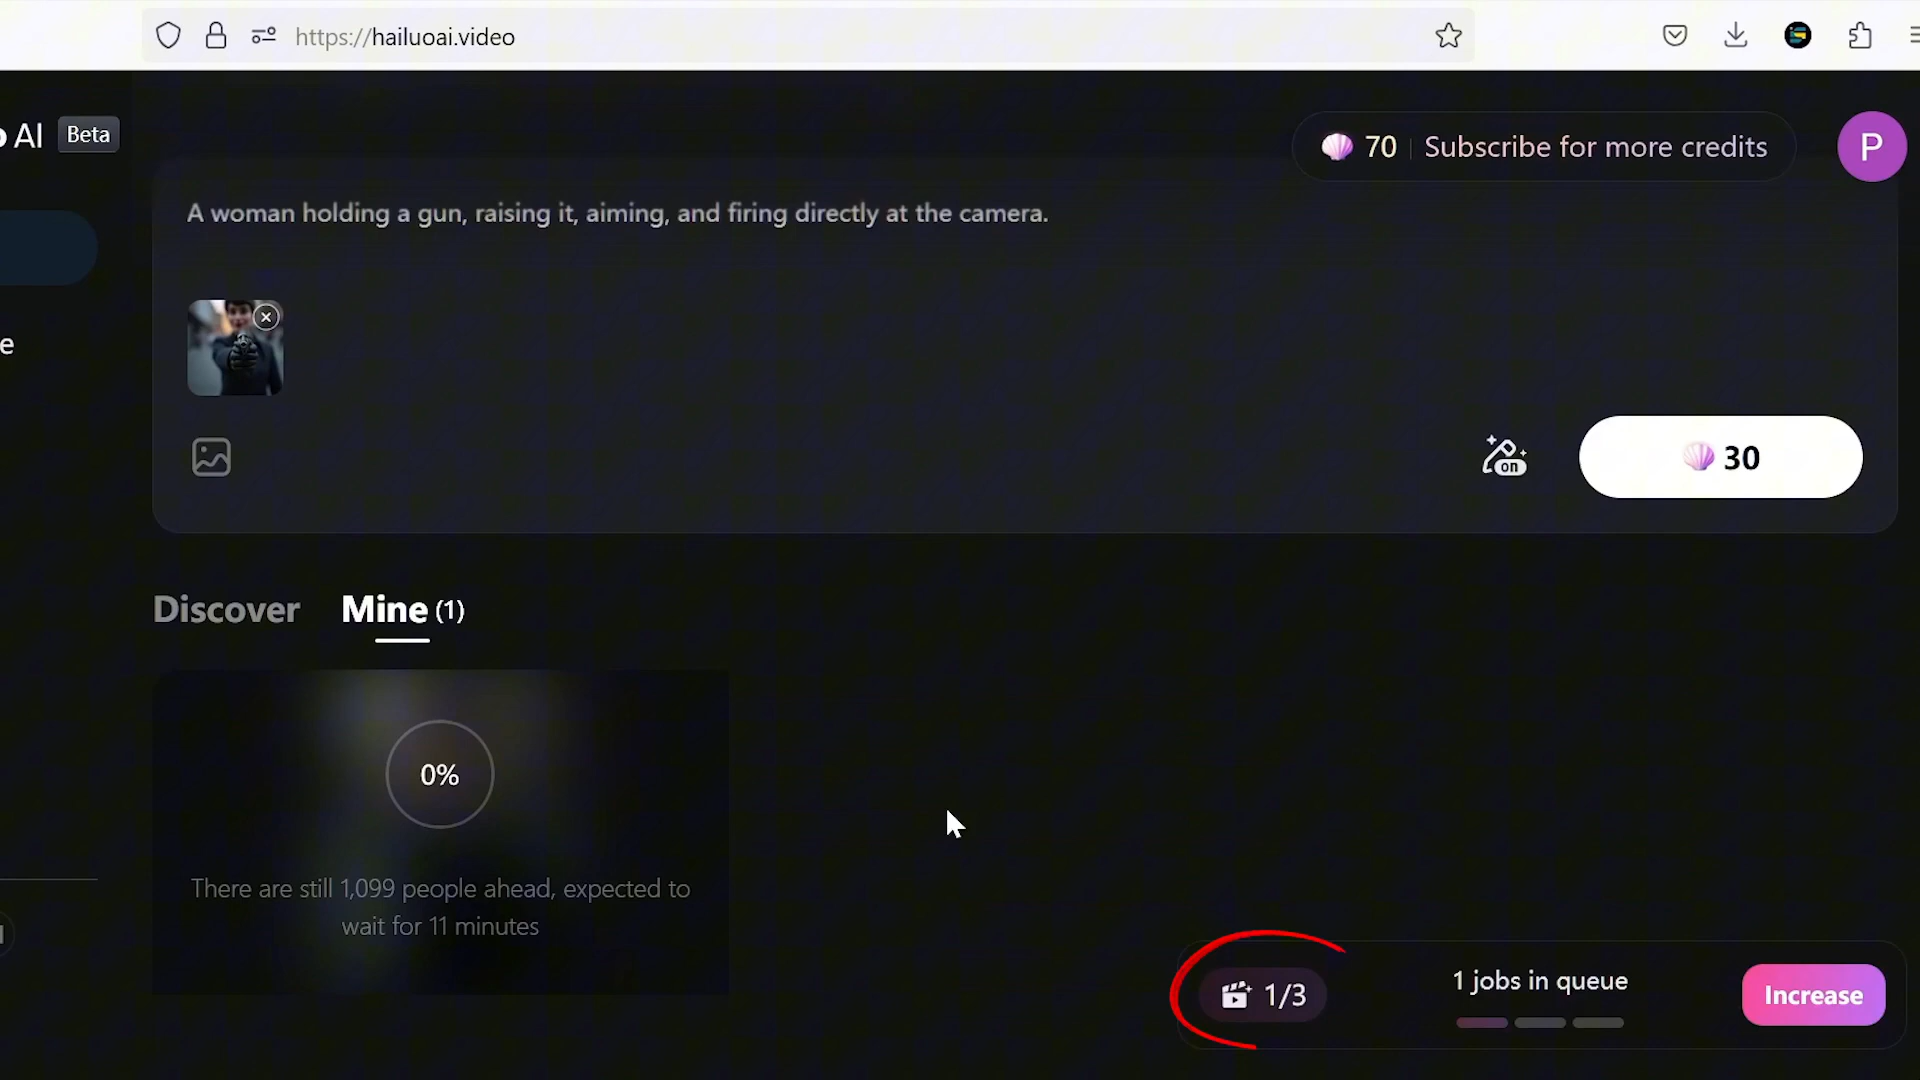 https://hailuoai.video
AI Beta
70 | Subscribe for more credits
P
A woman holding a gun, raising it, aiming, and firing directly at the camera.
e
on
30
Discover Mine (1)
0%
There are still 1,099 people ahead, expected to
wait for 11 minutes
1/3
1 jobs in queue
Increase